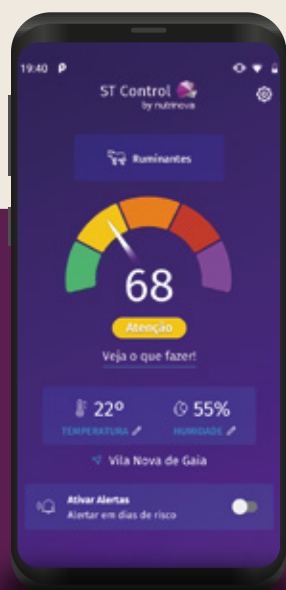 19:40
ST Control
by nutrinova
Ruminantes
68
Atenção
Veja o que fazer!
22º 55%
TEMPERATURA HUMIDADE
Vila Nova de Gaia
Ativar Alertas
Alertar em dias de risco